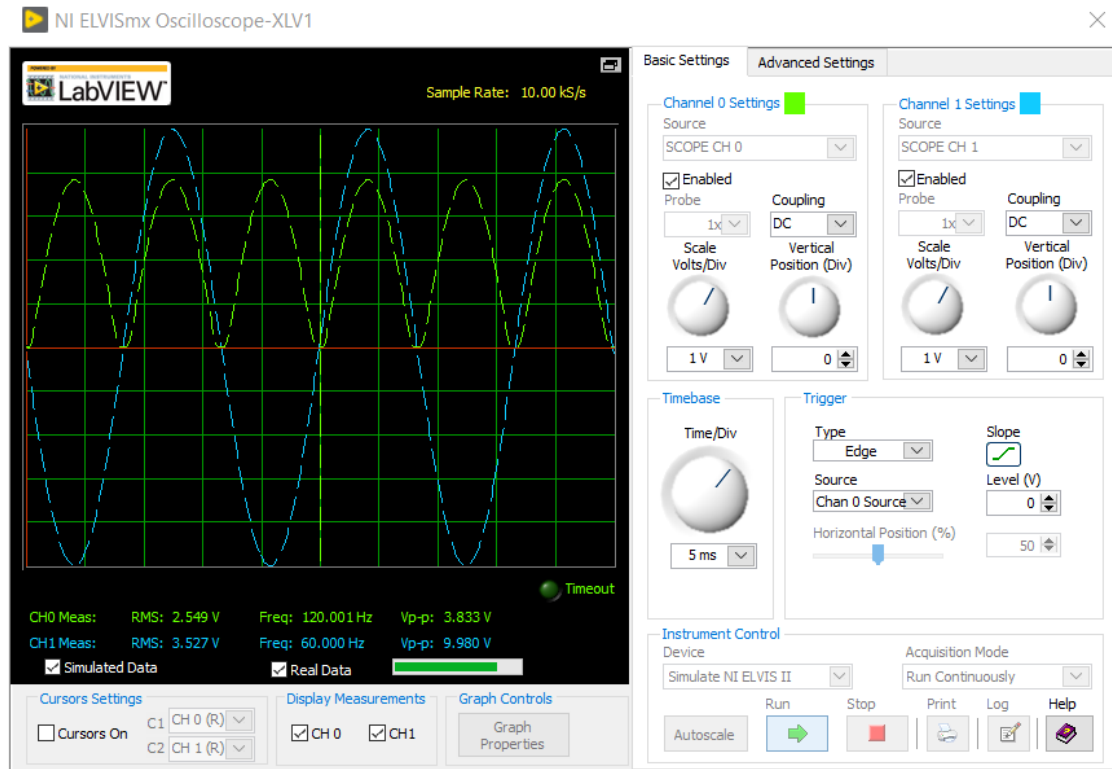 NI ELVISmx Oscilloscope-XLV1
POWERED BY
NATIONAL INSTRUMENTS
LabVIEW™
Sample Rate: 10.00 kS/s
Timeout
CH0 Meas: RMS: 2.549 V Freq: 120.001 Hz Vp-p: 3.833 V
CH1 Meas: RMS: 3.527 V Freq: 60.000 Hz Vp-p: 9.980 V
Simulated Data Real Data
Cursors Settings
Cursors On
C1 CH 0 (R)
C2 CH 1 (R)
Display Measurements
CH 0 CH1
Graph Controls
Graph
Properties
Basic Settings Advanced Settings
Channel 0 Settings
Source
SCOPE CH 0
Enabled
Probe Coupling
1x DC
Scale Vertical
Volts/Div Position (Div)
1 V 0
Channel 1 Settings
Source
SCOPE CH 1
Enabled
Probe Coupling
1x DC
Scale Vertical
Volts/Div Position (Div)
1 V 0
Timebase
Time/Div
5 ms
Trigger
Type Slope
Edge
Source Level (V)
Chan 0 Source 0
Horizontal Position (%)
50
Instrument Control
Device Acquisition Mode
Simulate NI ELVIS II Run Continuously
Run Stop Print Log Help
Autoscale